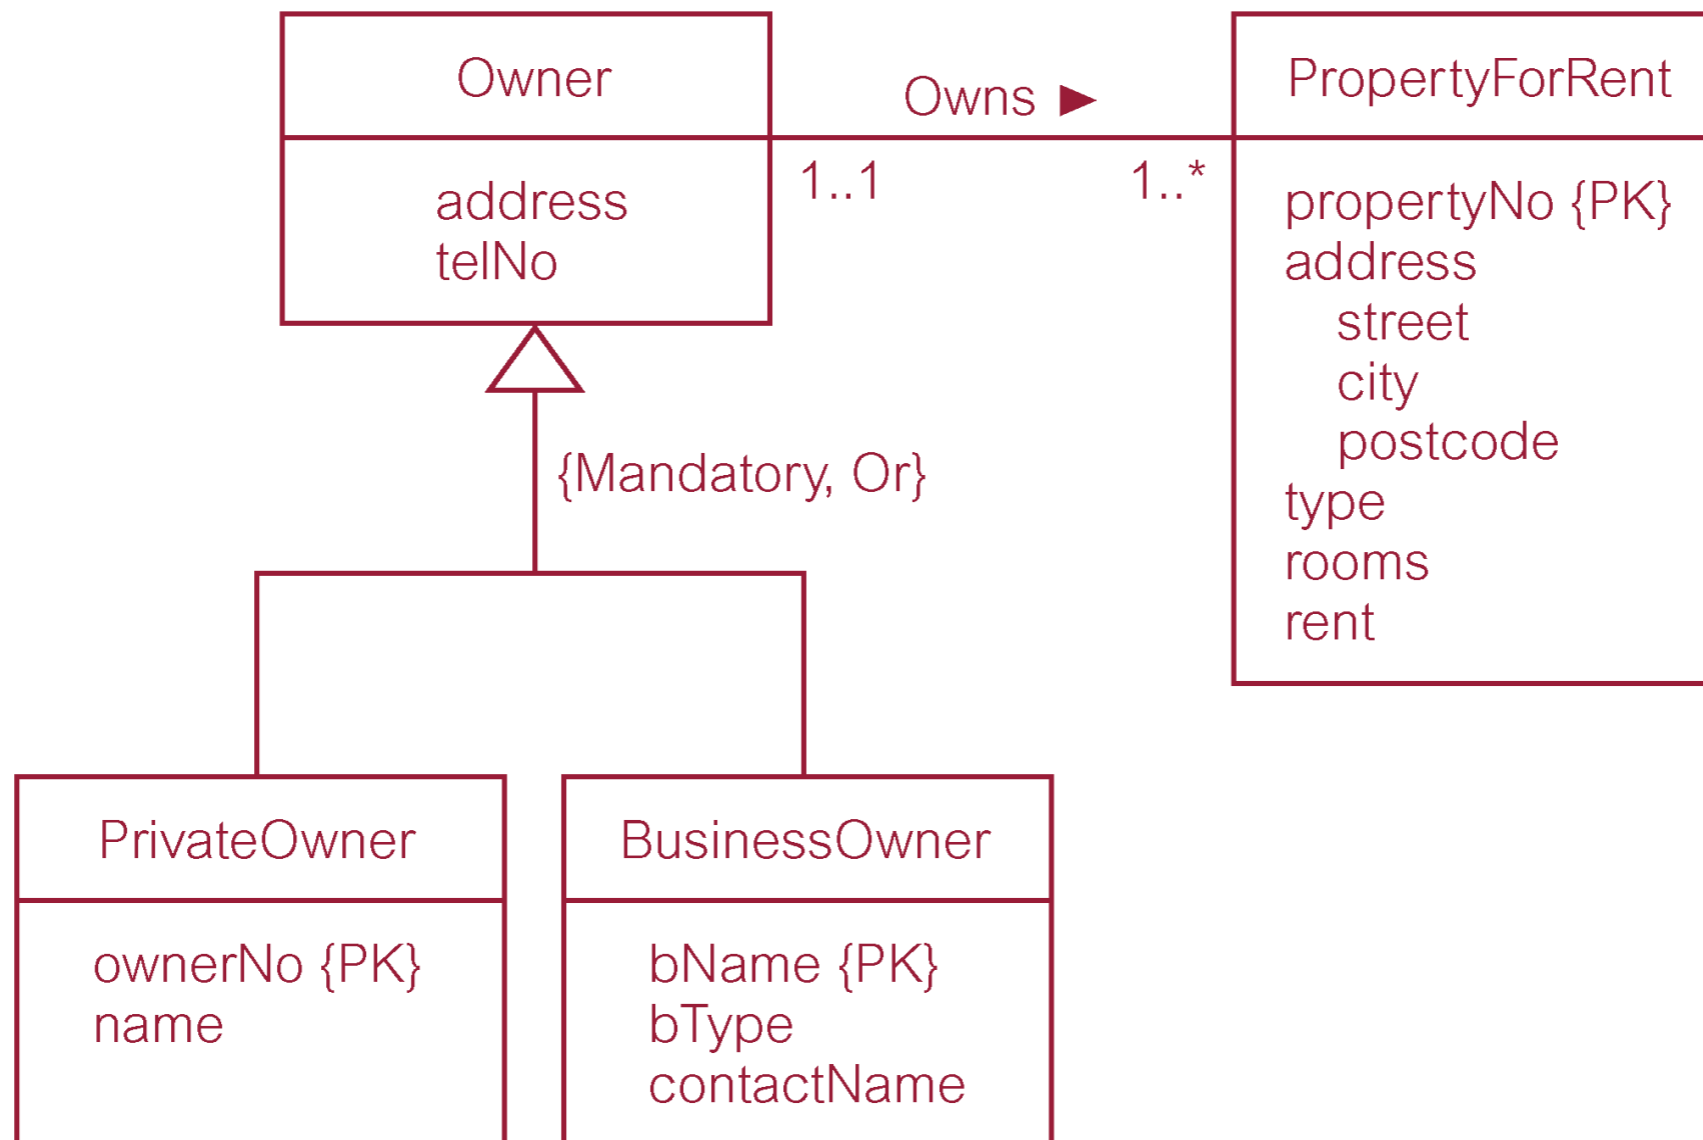 Owner
address
telNo
Owns ►
1..1
1..*
PropertyForRent
propertyNo {PK}
address
street
city
postcode
type
rooms
rent
{Mandatory, Or}
PrivateOwner
ownerNo {PK}
name
BusinessOwner
bName {PK}
bType
contactName